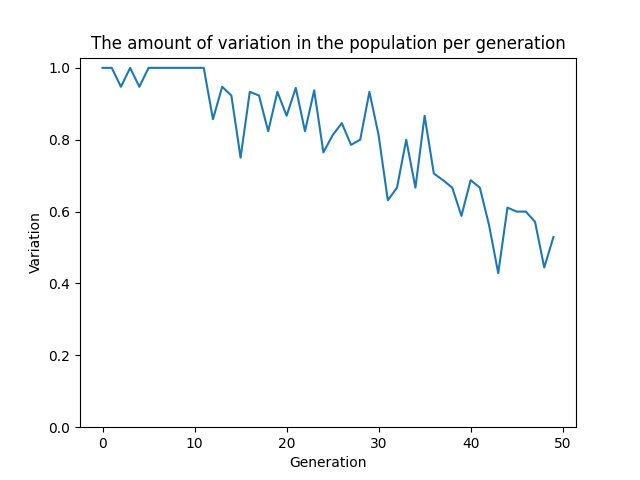 The amount of variation in the population per generation
1.0
0.8
0.6
0.4
0.2
0.0
Variation
0 10 20 30 40 50
Generation